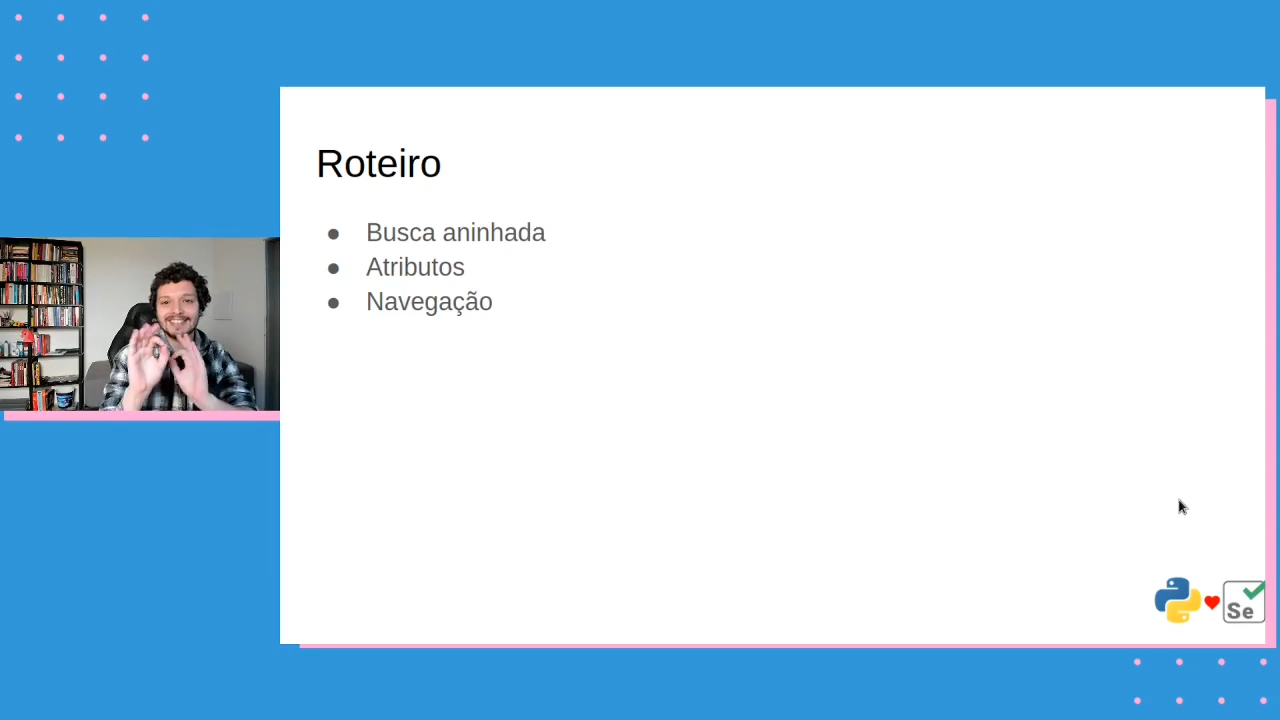 Roteiro
Busca aninhada
Atributos
Navegação
Se